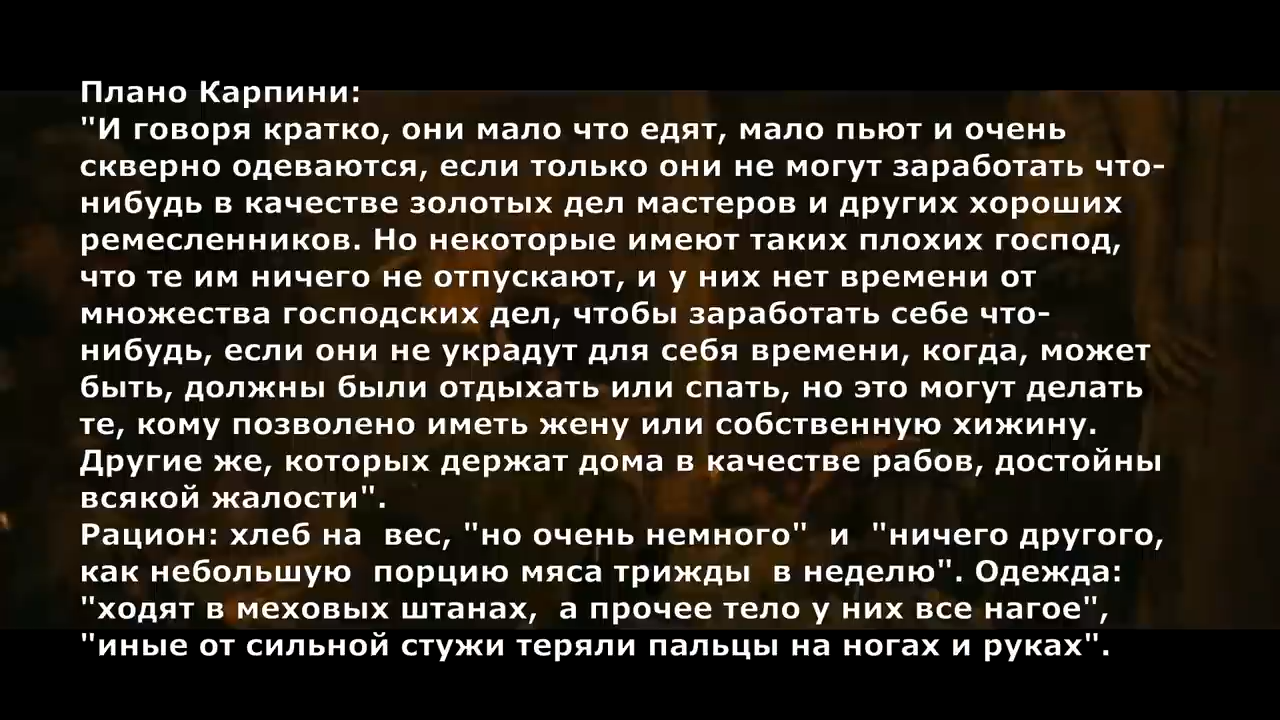 Плано Карпини:
"И говоря кратко, они мало что едят, мало пьют и очень
скверно одеваются, если только они не могут заработать что-
нибудь в качестве золотых дел мастеров и других хороших
ремесленников. Но некоторые имеют таких плохих господ,
что те им ничего не отпускают, и у них нет времени от
множества господских дел, чтобы заработать себе что-
нибудь, если они не украдут для себя времени, когда, может
быть, должны были отдыхать или спать, но это могут делать
те, кому позволено иметь жену или собственную хижину.
Другие же, которых держат дома в качестве рабов, достойны
всякой жалости".
Рацион: хлеб на  вес, "но очень немного"  и  "ничего другого,
как небольшую  порцию мяса трижды  в неделю". Одежда:
"ходят в меховых штанах,  а прочее тело у них все нагое",
"иные от сильной стужи теряли пальцы на ногах и руках".